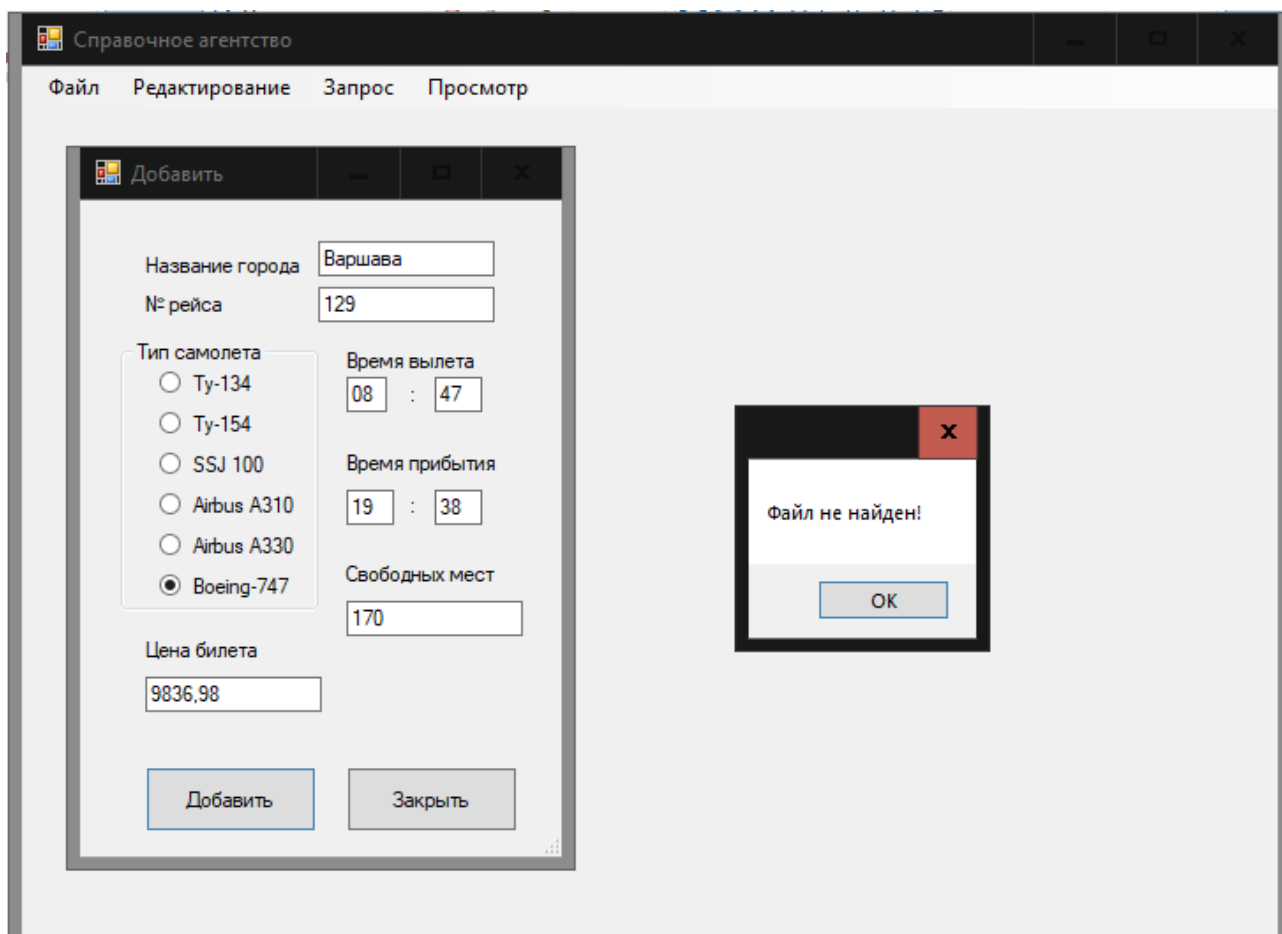 Справочное агентство
Файл Редактирование Запрос Просмотр
Добавить
Название города Варшава
№ рейса 129
Тип самолета
Ту-134
Ту-154
SSJ 100
Airbus A310
Airbus A330
Boeing-747
Время вылета
08 : 47
Время прибытия
19 : 38
Свободных мест
170
Цена билета
9836,98
Добавить Закрыть
x
Файл не найден!
OK